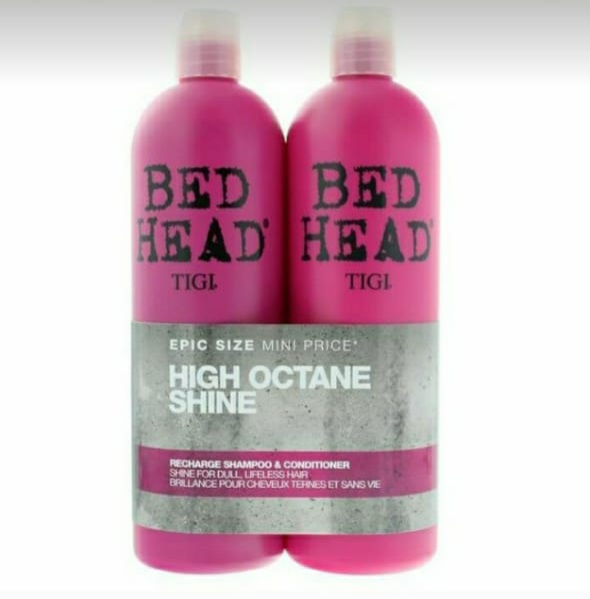 BED
HEAD®
TIGI
BED
HEAD®
TIGI
EPIC SIZE MINI PRICE*
HIGH OCTANE
SHINE
RECHARGE SHAMPOO & CONDITIONER
SHINE FOR DULL, LIFELESS HAIR
BRILLANCE POUR CHEVEUX TERNES ET SANS VIE